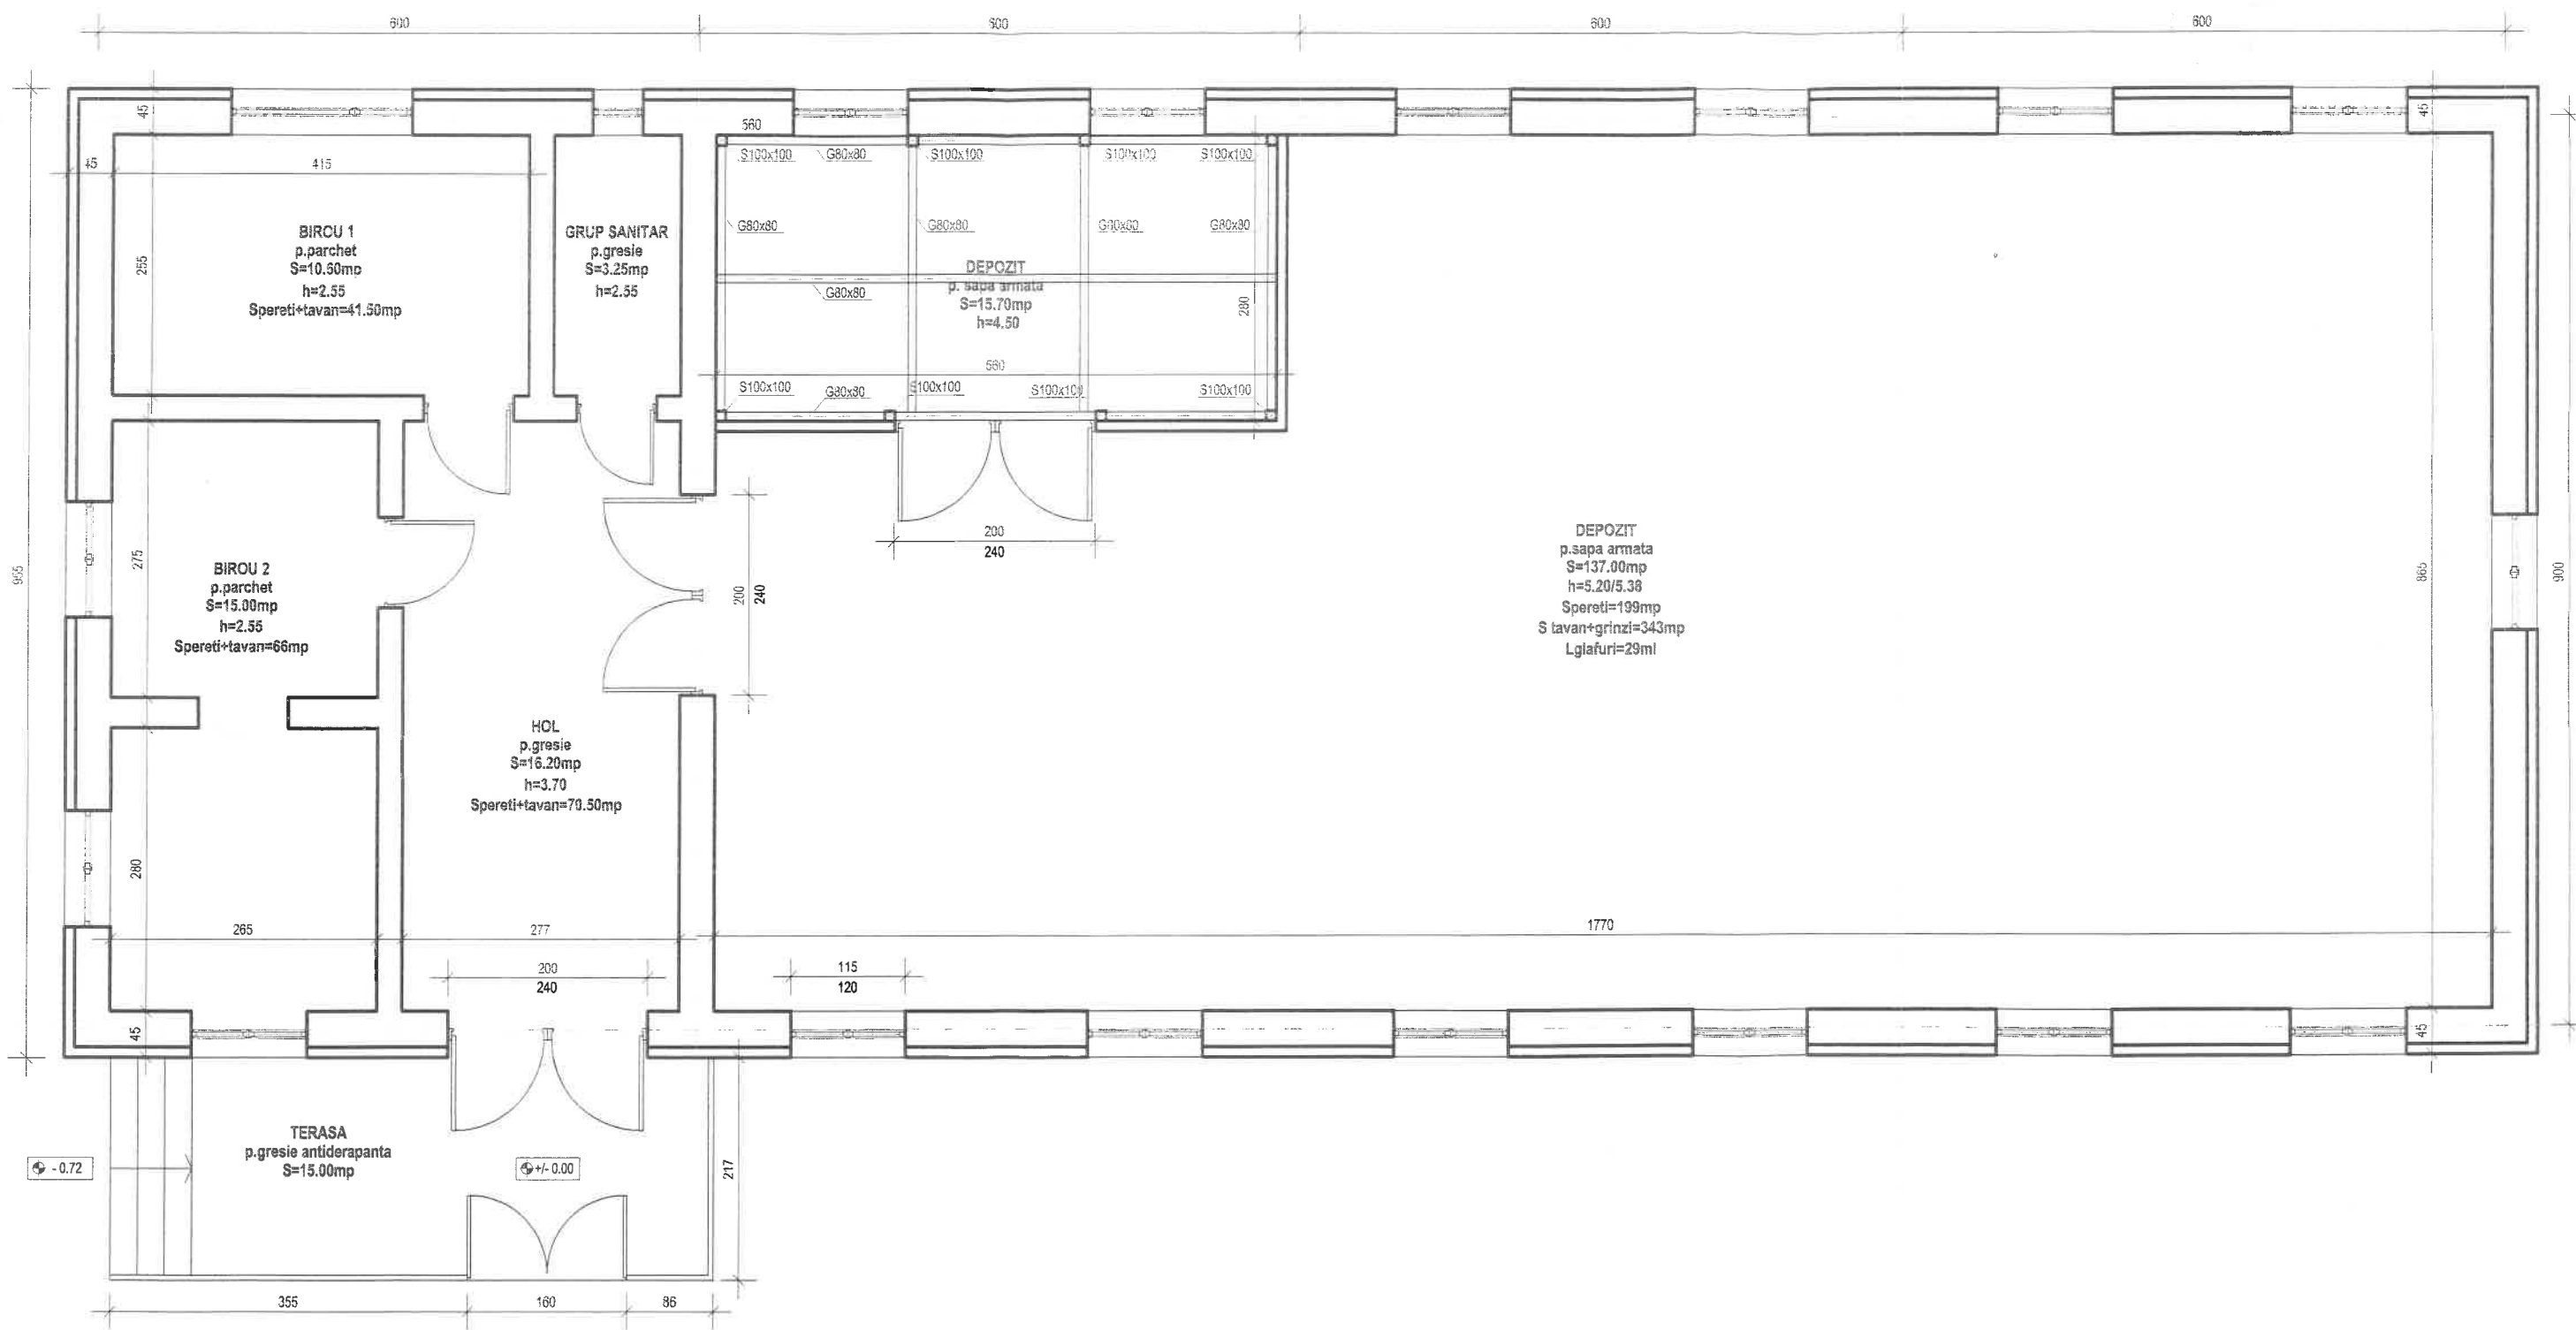 600
600
600
600
45
560
45
S100x100
G80x80
S100x100
S100x100
S100x100
45
415
BIROU 1
p.parchet
S=10.60mp
h=2.55
Spereti+tavan=41.50mp
255
GRUP SANITAR
p.gresie
S=3.25mp
h=2.55
G80x80
G80x80
G80x80
G80x80
DEPOZIT
p. sapa armata
S=15.70mp
h=4.50
G80x80
280
560
S100x100
G80x80
S100x100
S100x100
S100x100
200
240
200
240
965
275
BIROU 2
p.parchet
S=15.00mp
h=2.55
Spereti+tavan=66mp
DEPOZIT
p.sapa armata
S=137.00mp
h=5.20/5.38
Spereti=199mp
S tavan+grinzi=343mp
Lglafuri=29ml
865
900
HOL
p.gresie
S=16.20mp
h=3.70
Spereti+tavan=70.50mp
280
265
277
1770
200
240
115
120
45
45
TERASA
p.gresie antiderapanta
S=15.00mp
- 0.72
+/- 0.00
217
355
160
86